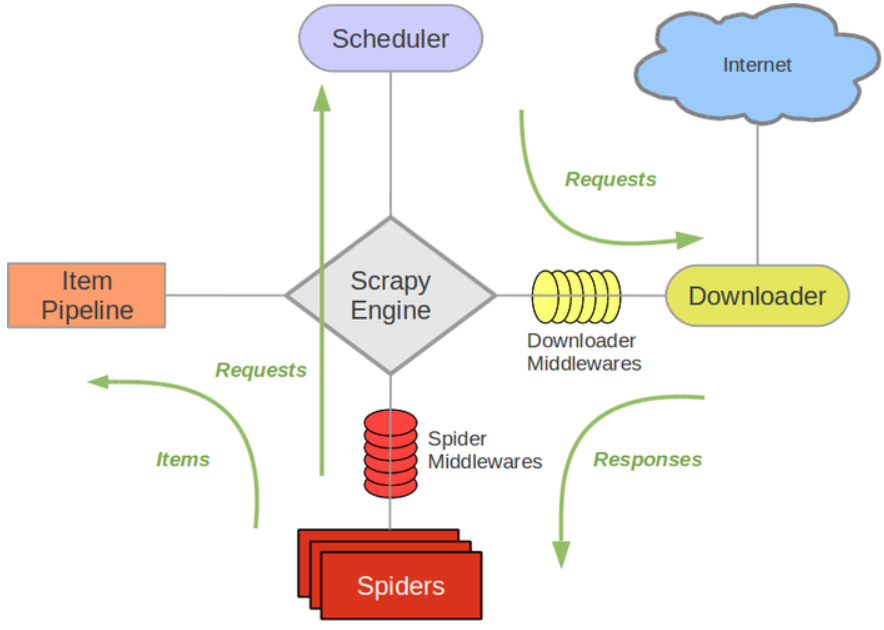 Scheduler
Internet
Requests
Item
Pipeline
Scrapy
Engine
Downloader
Downloader
Middlewares
Requests
Spider
Middlewares
Items
Responses
Spiders